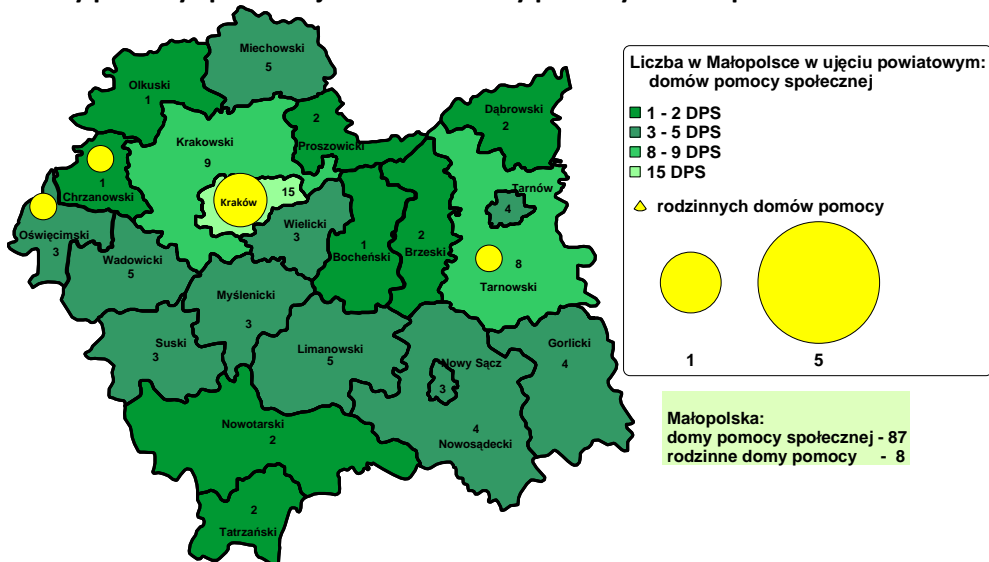 Miechowski
5
Olkuski
1
Dąbrowski
2
2
Proszowicki
Krakowski
9
1
Chrzanowski
Tarnów
4
15
Kraków
Wielicki
3
Oświęcimski
3
Wadowicki
5
1
Bocheński
2
Brzeski
8
Tarnowski
Myślenicki
3
Suski
3
Limanowski
5
Nowy Sącz
3
Gorlicki
4
4
Nowosądecki
Nowotarski
2
2
Tatrzański
Liczba w Małopolsce w ujęciu powiatowym:
domów pomocy społecznej
1 - 2 DPS
3 - 5 DPS
8 - 9 DPS
15 DPS
rodzinnych domów pomocy
1 5
Małopolska:
domy pomocy społecznej - 87
rodzinne domy pomocy - 8